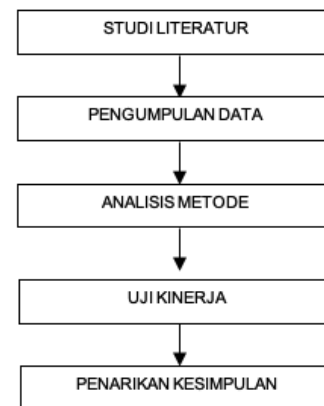 STUDI LITERATUR
PENGUMPULAN DATA
ANALISIS METODE
UJI KINERJA
PENARIKAN KESIMPULAN